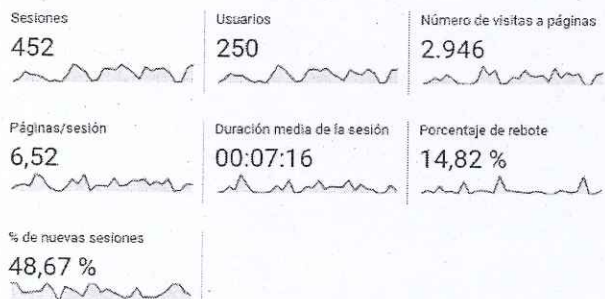 Sesiones
452
Usuarios
250
Número de visitas a páginas
2.946
Páginas/sesión
6,52
Duración media de la sesión
00:07:16
Porcentaje de rebote
14,82 %
% de nuevas sesiones
48,67 %